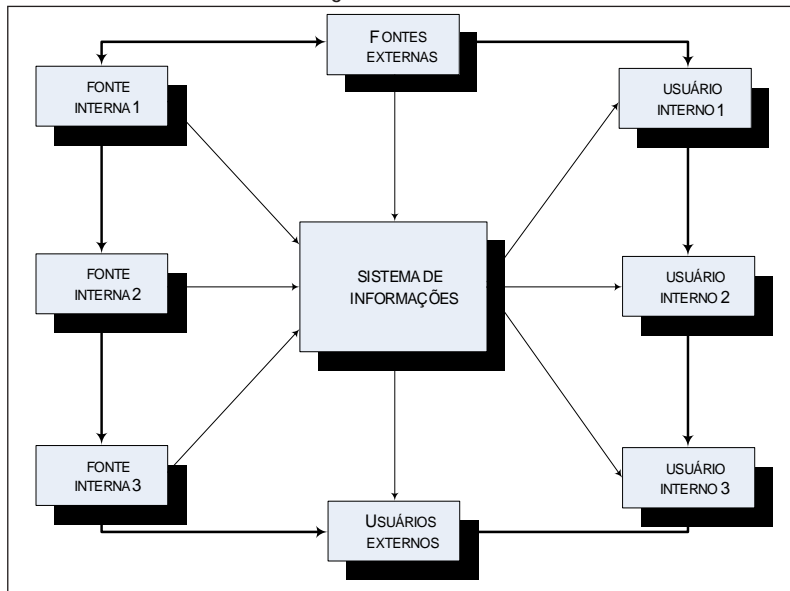 FONTES
EXTERNAS
FONTE
INTERNA 1
USUÁRIO
INTERNO 1
FONTE
INTERNA 2
SISTEMA DE
INFORMAÇÕES
USUÁRIO
INTERNO 2
FONTE
INTERNA 3
USUÁRIO
INTERNO 3
USUÁRIOS
EXTERNOS